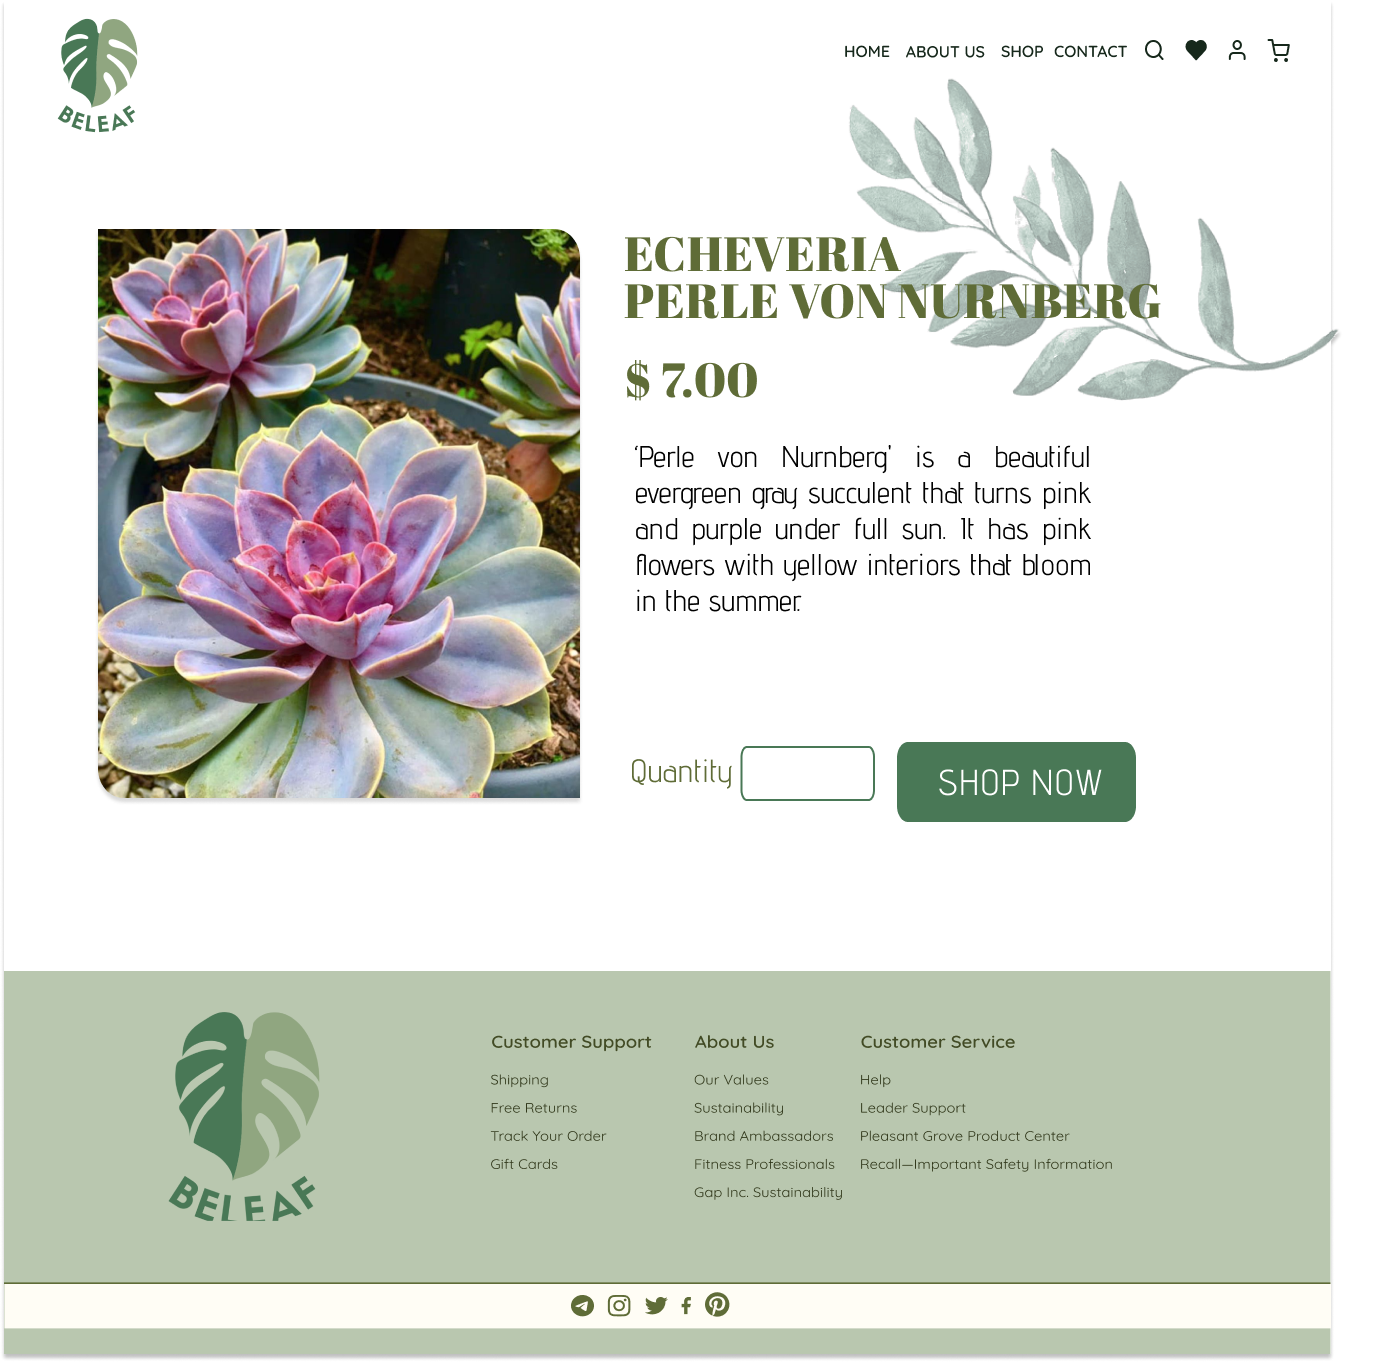 BELEAF
HOME ABOUT US SHOP CONTACT
ECHEVERIA
PERLE VON NURNBERG
$ 7.00
‘Perle von Nurnberg' is a beautiful
evergreen gray succulent that turns pink
and purple under full sun. It has pink
flowers with yellow interiors that bloom
in the summer.
Quantity
SHOP NOW
BELEAF
Customer Support
Shipping
Free Returns
Track Your Order
Gift Cards
About Us
Our Values
Sustainability
Brand Ambassadors
Fitness Professionals
Gap Inc. Sustainability
Customer Service
Help
Leader Support
Pleasant Grove Product Center
Recall—Important Safety Information